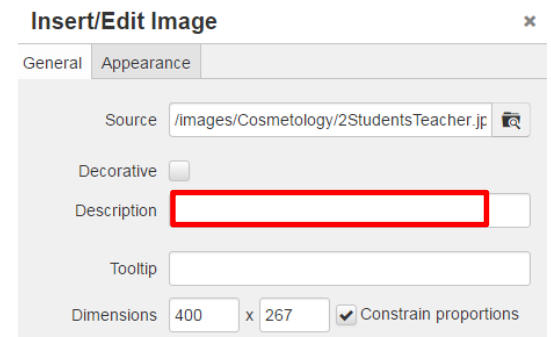 Insert/Edit Image ×
General Appearance
Source /images/Cosmetology/2StudentsTeacher.jp
Decorative
Description
Tooltip
Dimensions 400 x 267 Constrain proportions